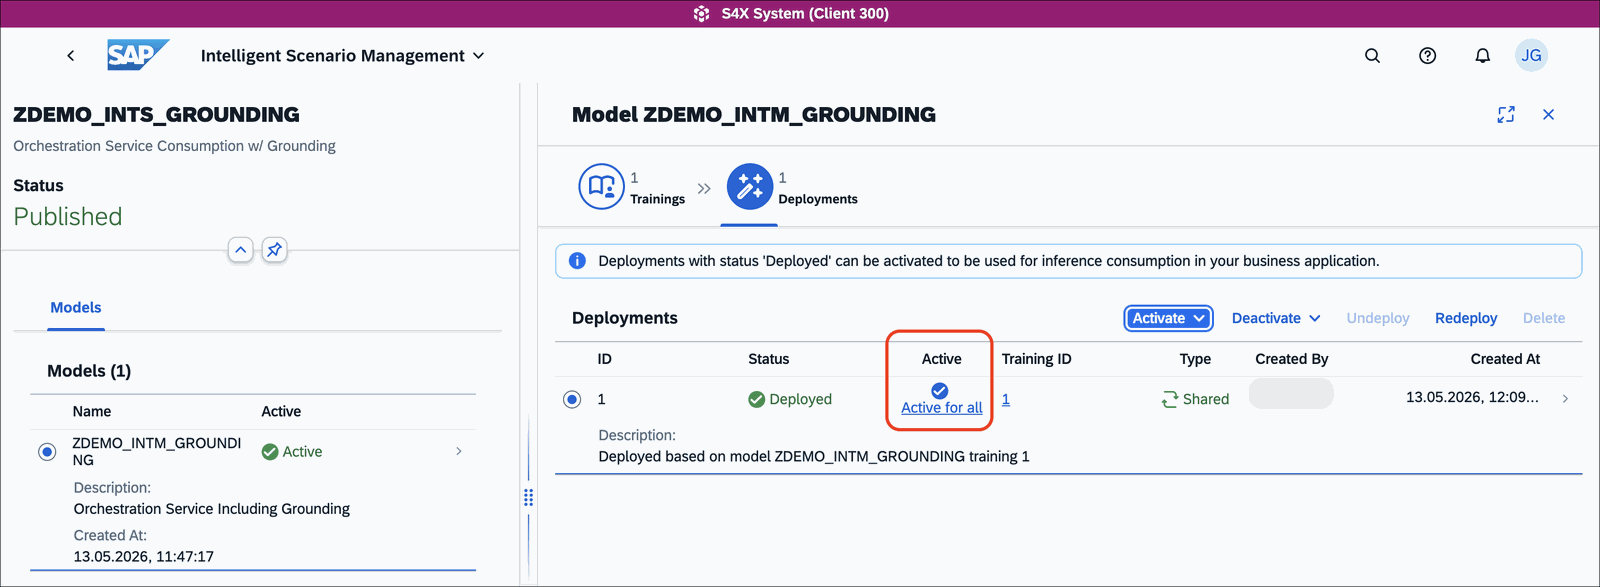 S4X System (Client 300)
SAP
Intelligent Scenario Management
JG
ZDEMO_INTS_GROUNDING
Orchestration Service Consumption w/ Grounding
Status
Published
Models
Models (1)
Name Active
ZDEMO_INTM_GROUNDI
NG
Active
Description:
Orchestration Service Including Grounding
Created At:
13.05.2026, 11:47:17
Model ZDEMO_INTM_GROUNDING
1
Trainings
1
Deployments
Deployments with status 'Deployed' can be activated to be used for inference consumption in your business application.
Deployments
Activate Deactivate Undeploy Redeploy Delete
ID Status Active Training ID Type Created By Created At
1 Deployed Active for all 1 Shared 13.05.2026, 12:09...
Description:
Deployed based on model ZDEMO_INTM_GROUNDING training 1